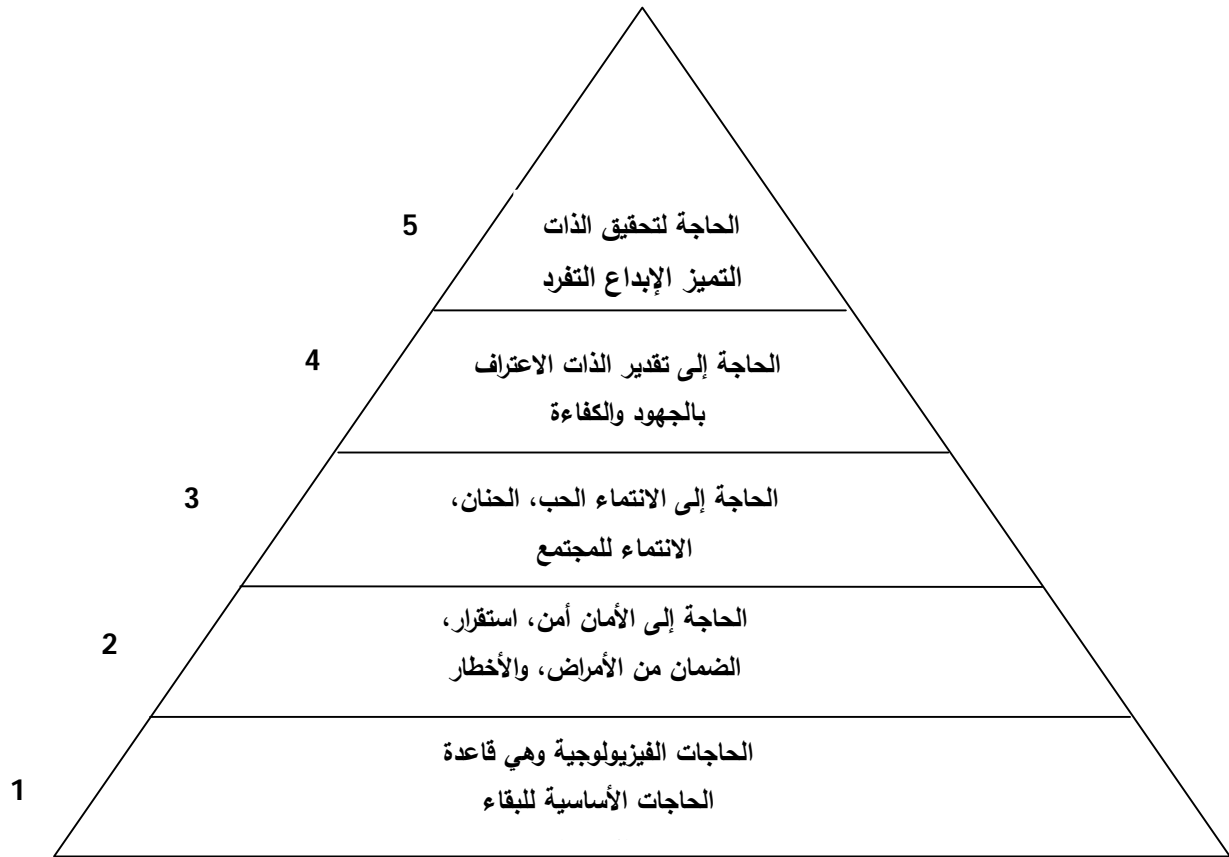 5
الحاجة لتحقيق الذات
التميز الإبداع التفرد
4
الحاجة إلى تقدير الذات الاعتراف
بالجهود والكفاءة
3
الحاجة إلى الانتماء الحب، الحنان،
الانتماء للمجتمع
2
الحاجة إلى الأمان أمن، استقرار،
الضمان من الأمراض، والأخطار
1
الحاجات الفيزيولوجية وهي قاعدة
الحاجات الأساسية للبقاء